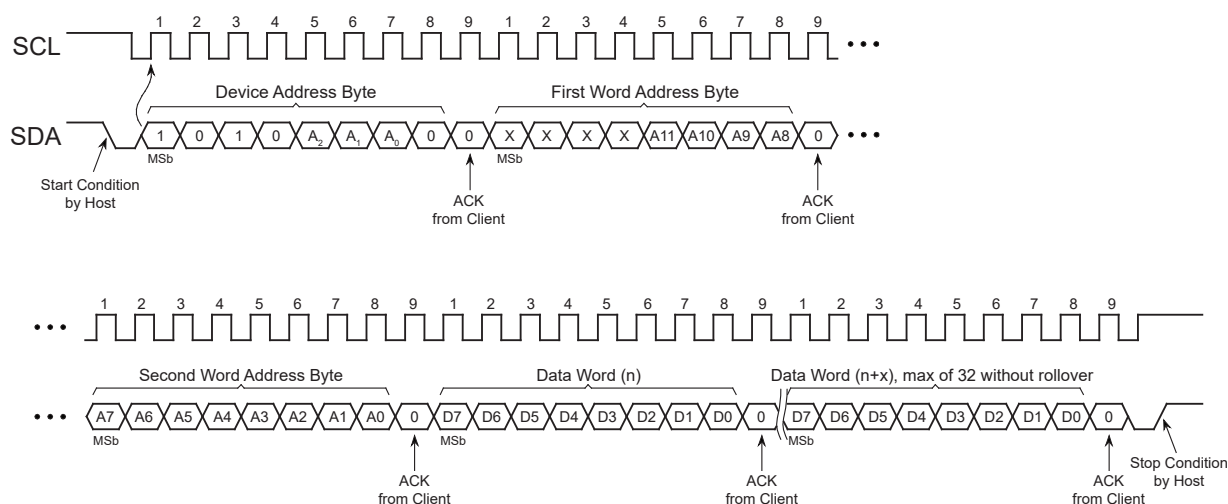 1 2 3 4 5 6 7 8 9 1 2 3 4 5 6 7 8 9
SCL
Device Address Byte First Word Address Byte
SDA 1 0 1 0 A2 A1 A0 0 0 X X X X A11 A10 A9 A8 0
MSb MSb
Start Condition
by Host
ACK
from Client
ACK
from Client
1 2 3 4 5 6 7 8 9 1 2 3 4 5 6 7 8 9 1 2 3 4 5 6 7 8 9
Second Word Address Byte Data Word (n) Data Word (n+x), max of 32 without rollover
A7 A6 A5 A4 A3 A2 A1 A0 0 D7 D6 D5 D4 D3 D2 D1 D0 0 D7 D6 D5 D4 D3 D2 D1 D0 0
MSb MSb MSb
ACK
from Client
ACK
from Client
ACK
from Client
Stop Condition
by Host